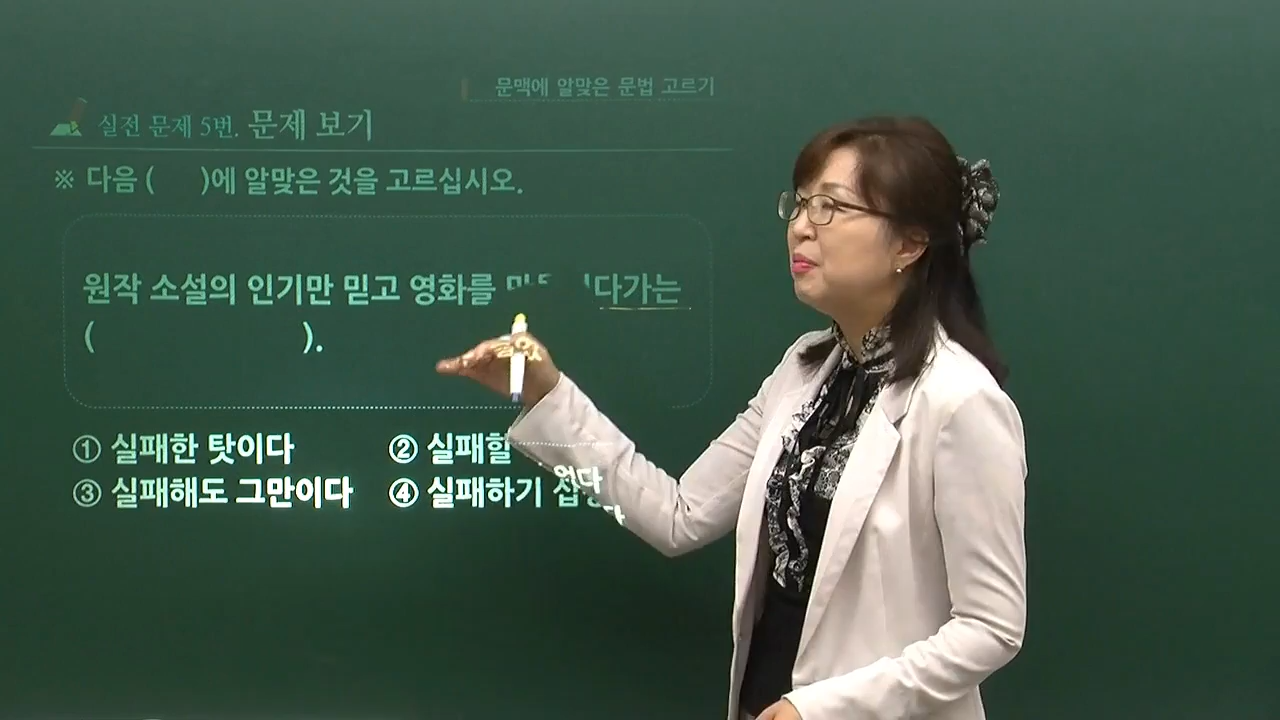 문맥에 알맞은 문법 고르기
실전 문제 5번. 문제 보기
※ 다음 (     )에 알맞은 것을 고르십시오.
원작 소설의 인기만 믿고 영화를 다가는
(     ).
① 실패한 탓이다
② 실패할 없다
③ 실패해도 그만이다
④ 실패하기